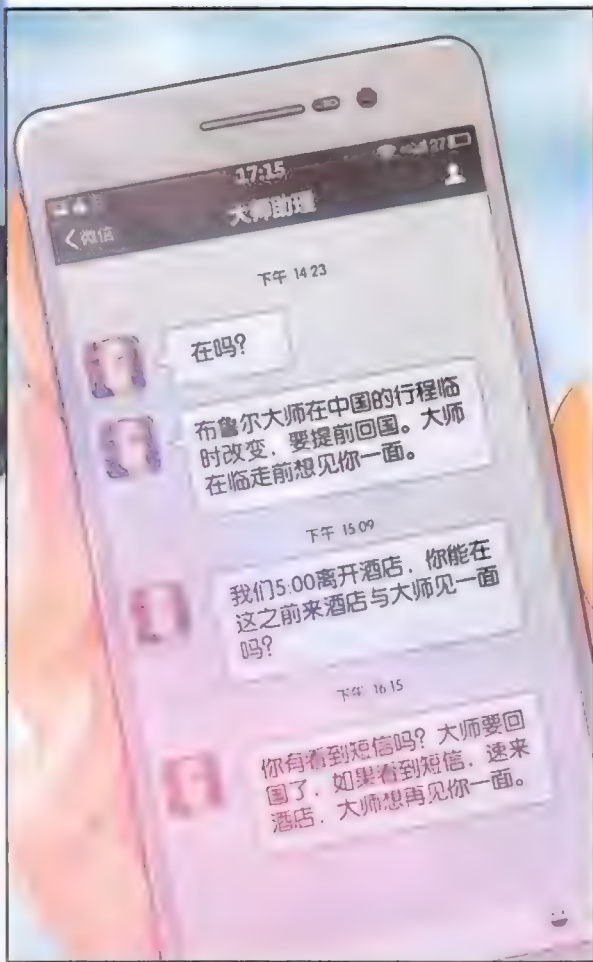 17:15
27
<微信
大师助理
下午 14 23
在吗?
布鲁尔大师在中国的行程临
时改变，要提前回国。大师
在临走前想见你一面。
下午 15 09
我们5:00离开酒店，你能在
这之前来酒店与大师见一面
吗?
下午 16 15
你有看到短信吗? 大师要回
国了，如果看到短信，速来
酒店，大师想再见你一面。